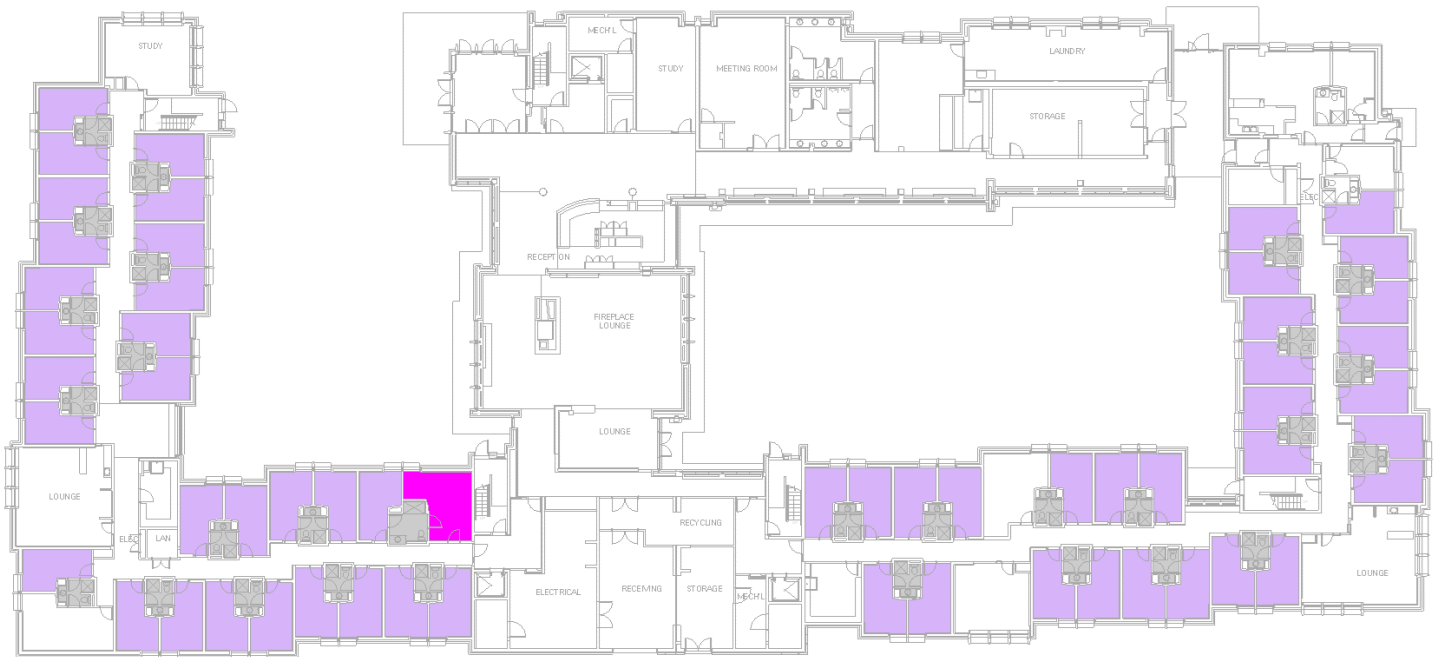 STUDY
MECH'L
STUDY
MEETING ROOM
LAUNDRY
STORAGE
ELEC
RECEPTION
FIREPLACE
LOUNGE
LOUNGE
LOUNGE
ELEC
LAN
RECYCLING
ELECTRICAL
RECEIVING
STORAGE
MECH'L
LOUNGE